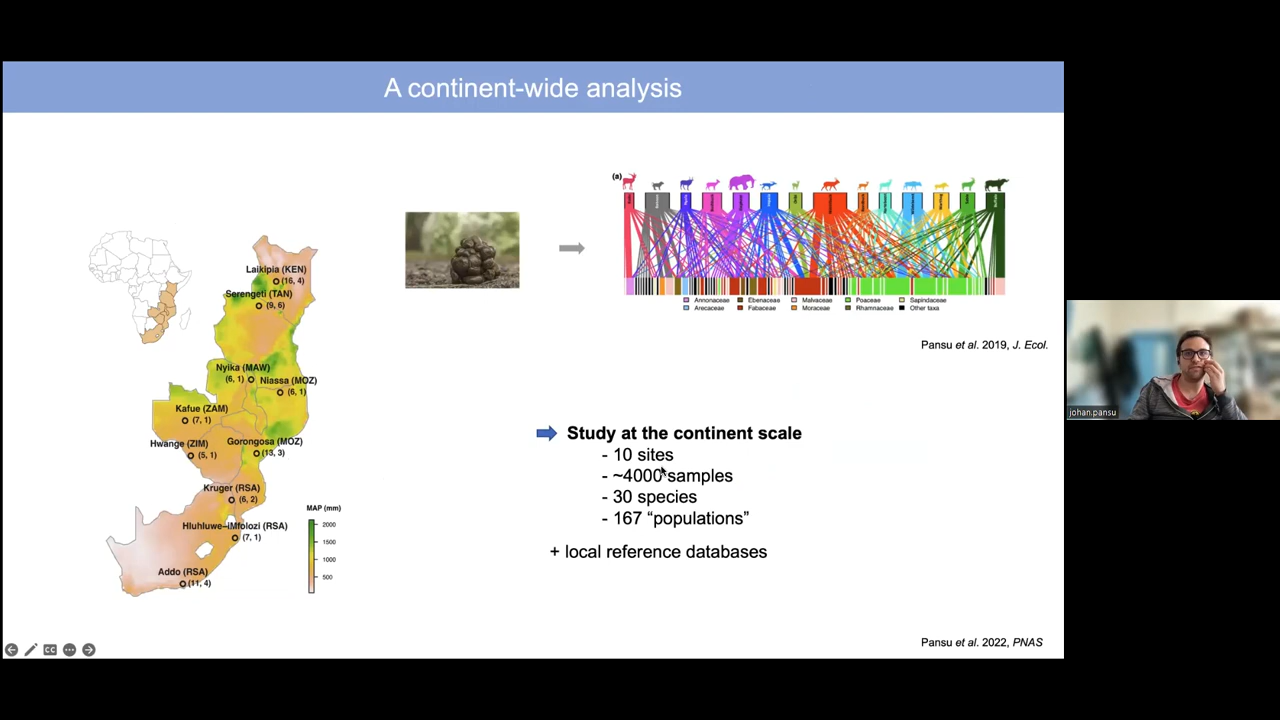 A continent-wide analysis
(a)
Annonaceae
Ebenaceae
Malvaceae
Poaceae
Sapindaceae
Arecaceae
Fabaceae
Moraceae
Rhamnaceae
Other taxa
Pansu et al. 2019, J. Ecol.
Laikipia (KEN)
(16, 4)
Serengeti (TAN)
(9, 6)
Nyika (MAW)
(6, 1)
Niassa (MOZ)
(6, 1)
Kafue (ZAM)
(7, 1)
Hwange (ZIM)
(5, 1)
Gorongosa (MOZ)
(13, 3)
Kruger (RSA)
(6, 2)
Hluhluwe–iMfolozi (RSA)
(7, 1)
Addo (RSA)
(11, 4)
MAP (mm)
2000
1500
1000
500
Study at the continent scale
- 10 sites
- ~4000 samples
- 30 species
- 167 “populations”
+ local reference databases
Pansu et al. 2022, PNAS
CC
johan.pansu